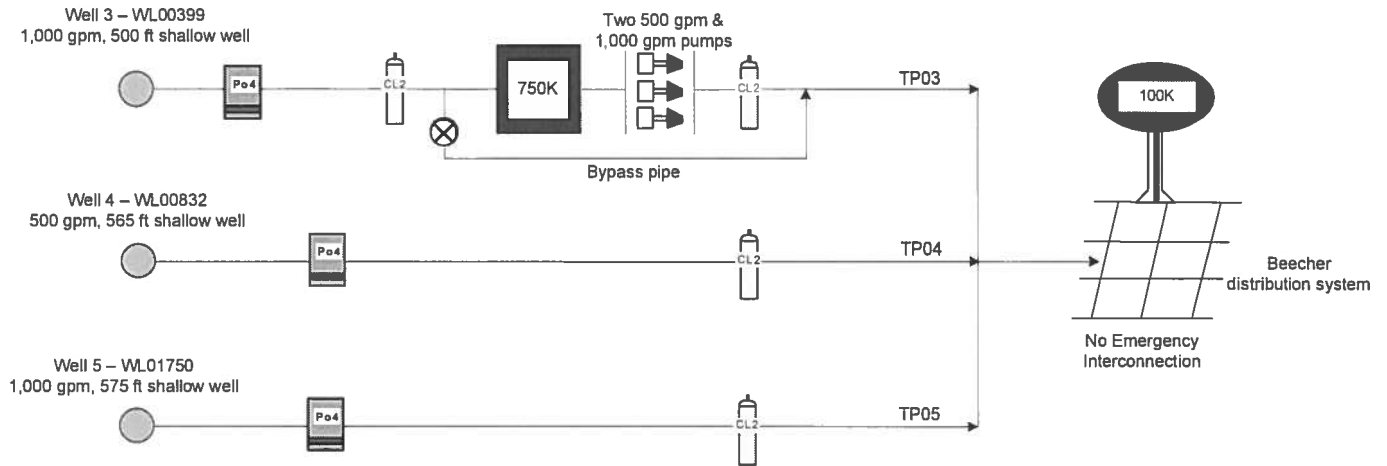 Well 3 – WL00399
1,000 gpm, 500 ft shallow well
Po4
CL2
750K
Two 500 gpm &
1,000 gpm pumps
CL2
TP03
100K
Bypass pipe
Well 4 – WL00832
500 gpm, 565 ft shallow well
Po4
CL2
TP04
Beecher
distribution system
No Emergency
Interconnection
Well 5 – WL01750
1,000 gpm, 575 ft shallow well
Po4
CL2
TP05